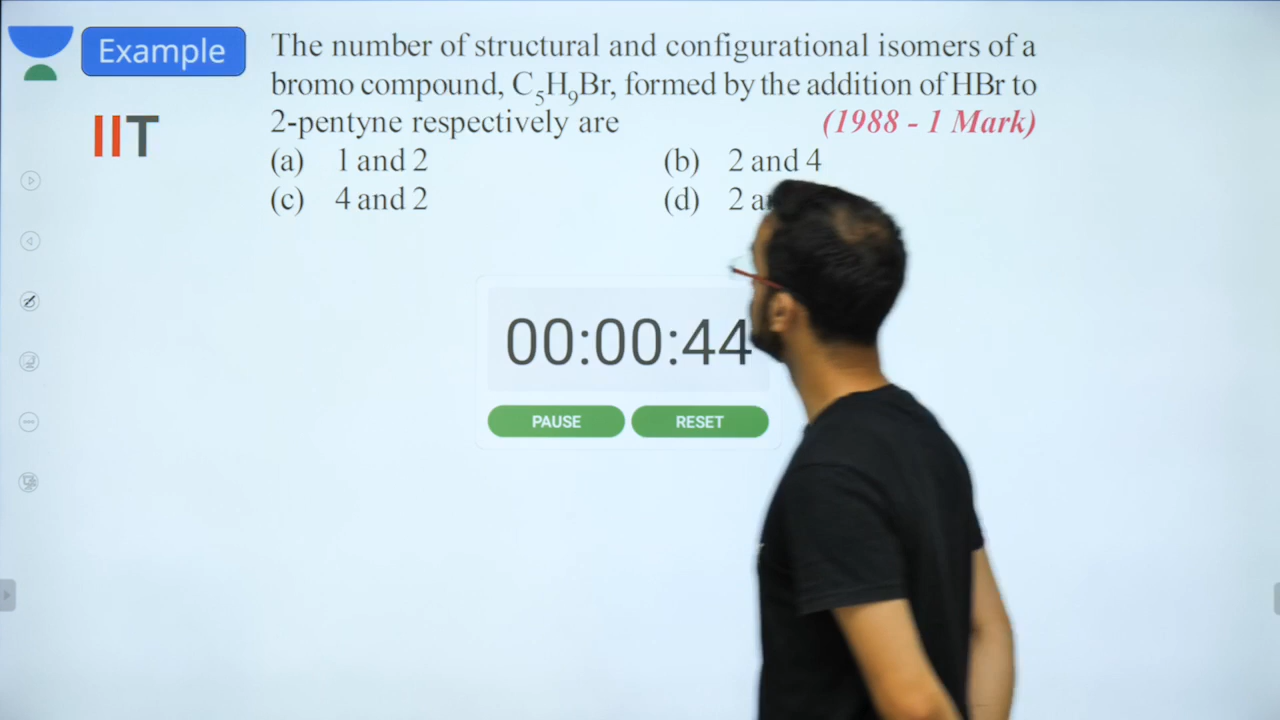 Example
IIT
The number of structural and configurational isomers of a
bromo compound, C₅H₉Br, formed by the addition of HBr to
2-pentyne respectively are (1988 - 1 Mark)
(a) 1 and 2 (b) 2 and 4
(c) 4 and 2 (d) 2
00:00:44
PAUSE RESET